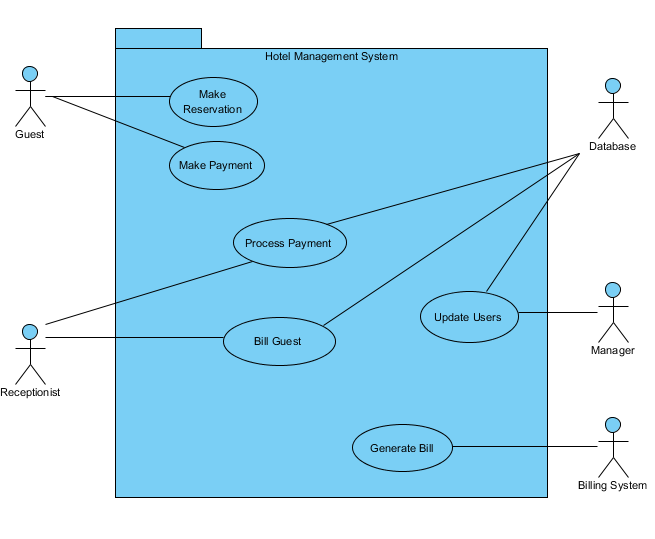 Hotel Management System
Make
Reservation
Guest
Make Payment
Database
Process Payment
Update Users
Bill Guest
Manager
Receptionist
Generate Bill
Billing System